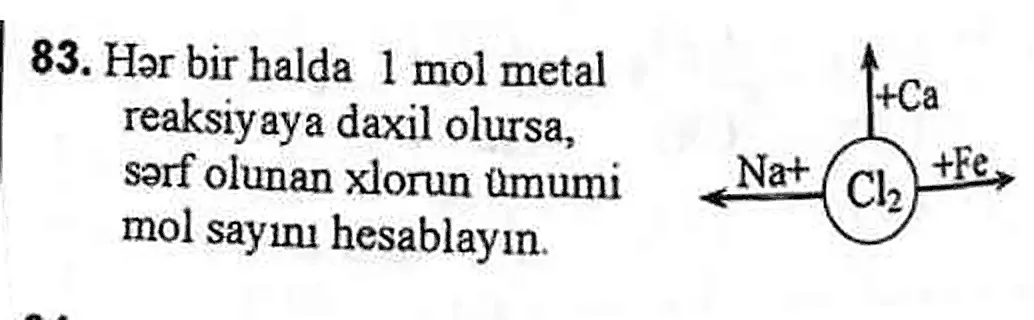 83. Hər bir halda 1 mol metal
reaksiyaya daxil olursa,
sərf olunan xlorun ümumi
mol sayını hesablayın.
+Ca
Na+
Cl₂
+Fe